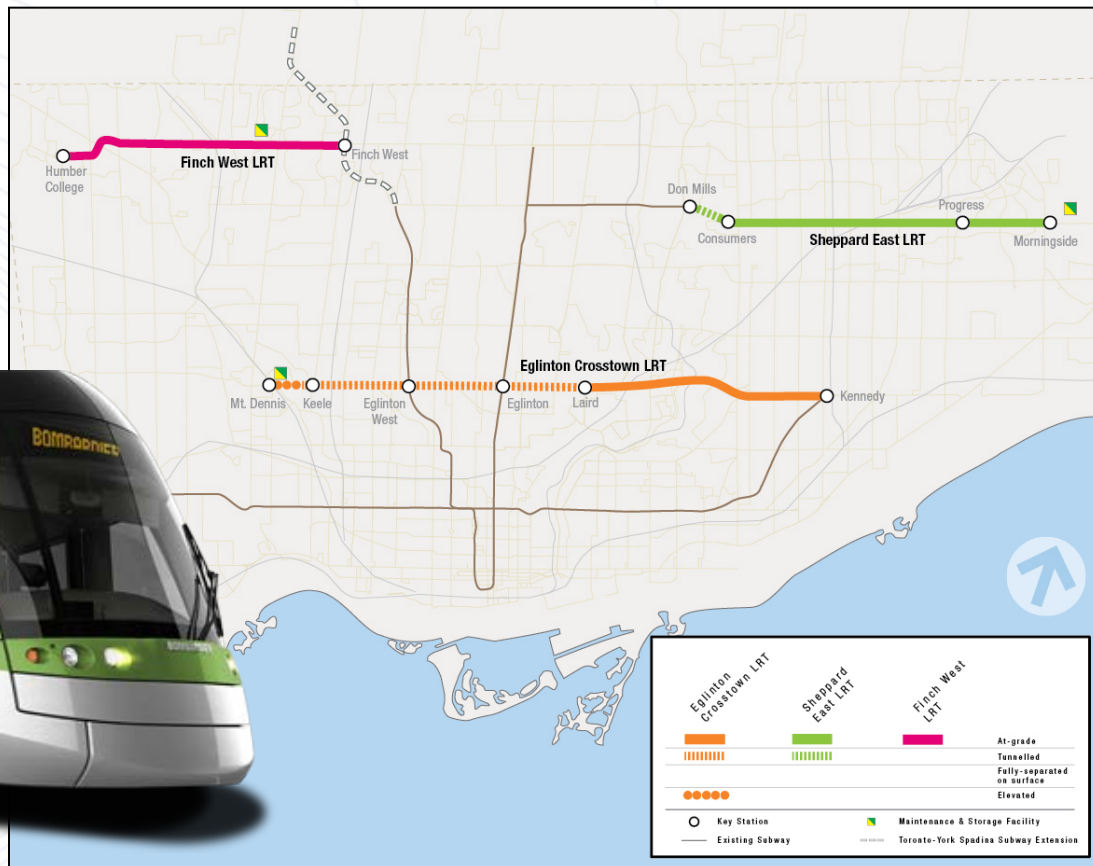 Finch West LRT
Finch West
Humber
College
Don Mills
Consumers
Progress
Sheppard East LRT
Morningside
Eglinton Crosstown LRT
Mt. Dennis
Keele
Eglinton
West
Eglinton
Laird
Kennedy
BOMBARDIER
Eglinton
Crosstown LRT
Sheppard
East LRT
Finch West
LRT
At-grade
Tunnelled
Fully-separated
on surface
Elevated
Key Station
Maintenance & Storage Facility
Existing Subway
Toronto-York Spadina Subway Extension